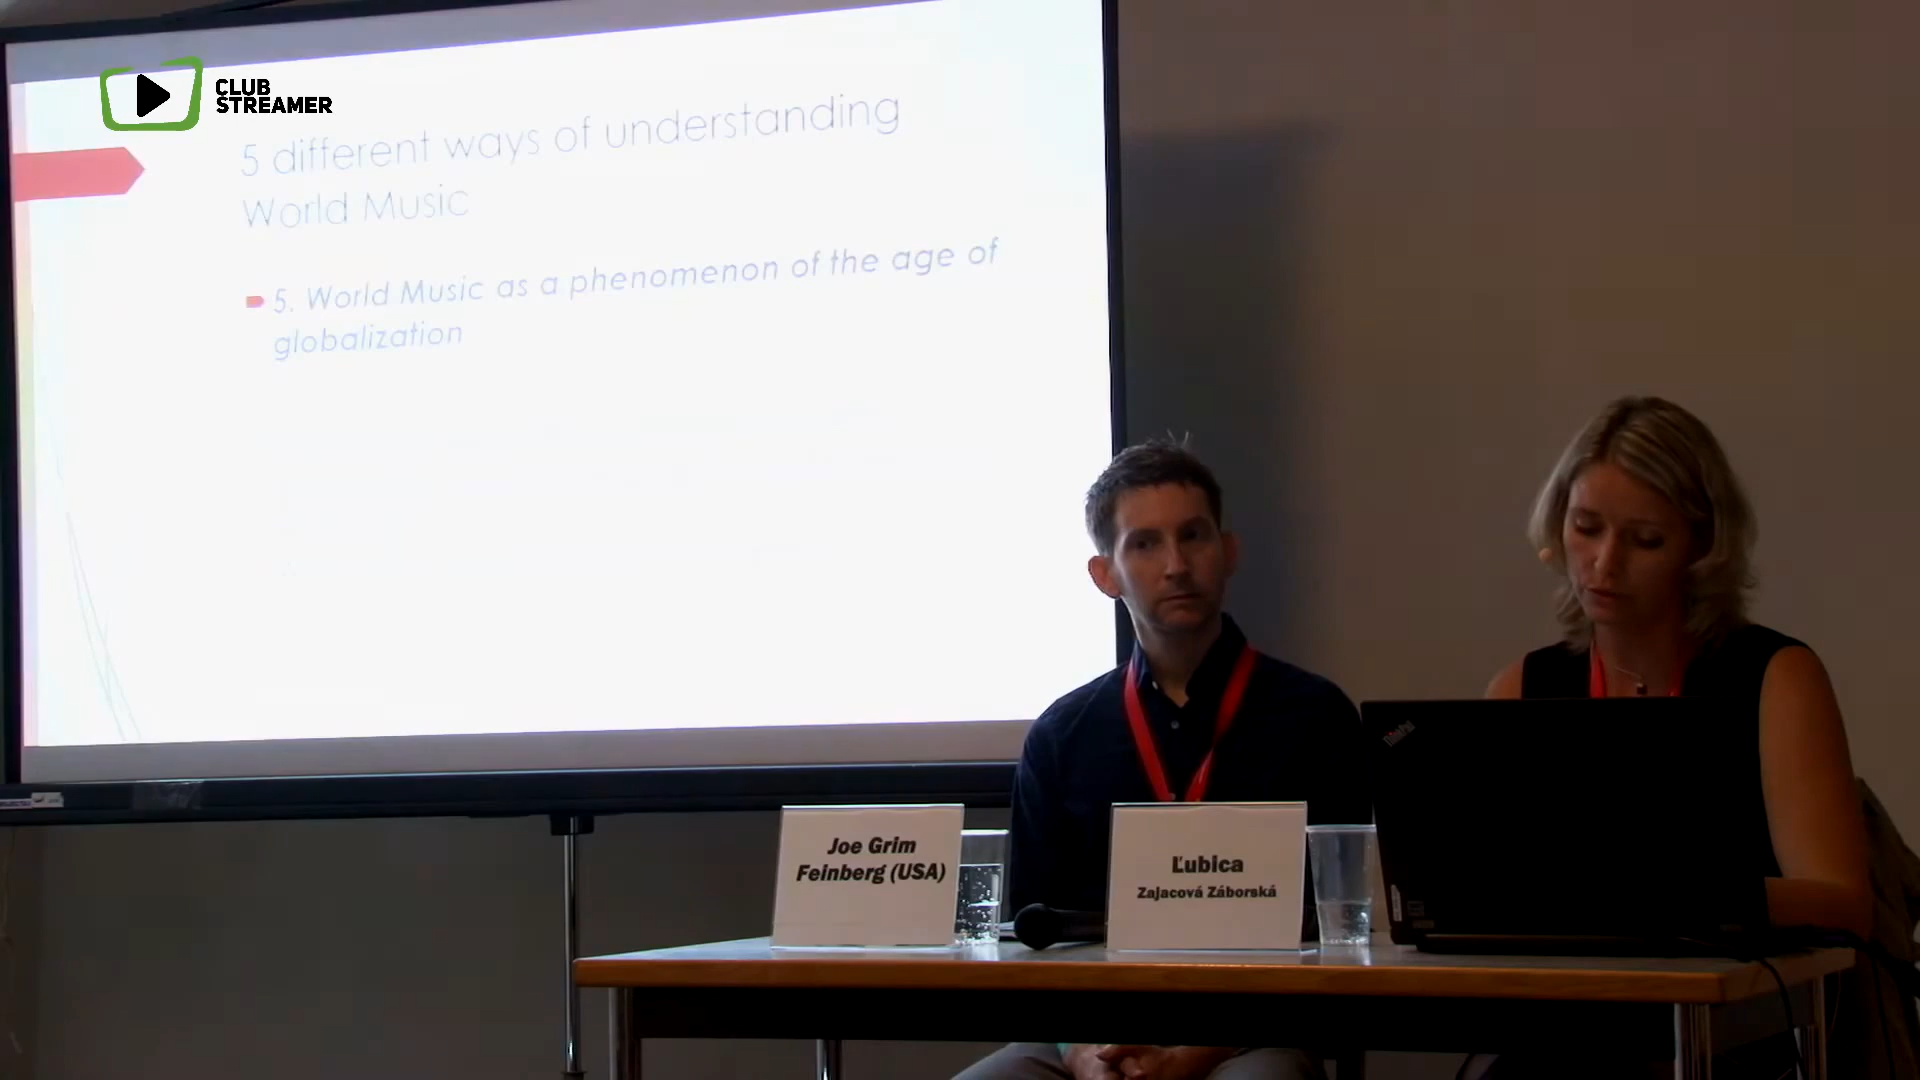 CLUB
STREAMER
5 different ways of understanding
World Music
5. World Music as a phenomenon of the age of
globalization
Joe Grim
Feinberg (USA)
Ľubica
Zajacová Záborská
ThinkPad